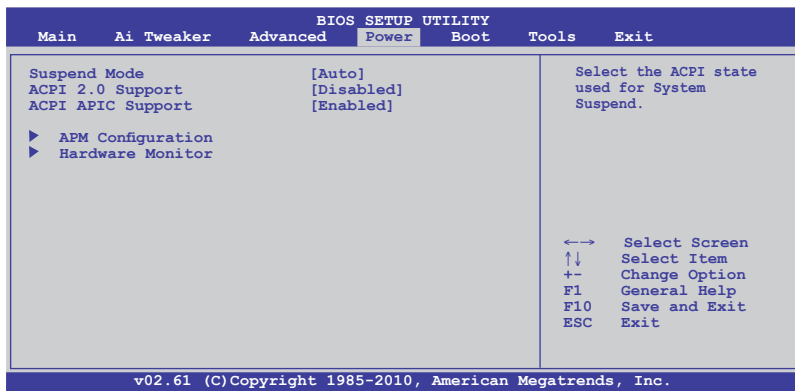 BIOS SETUP UTILITY
Main Ai Tweaker Advanced Power Boot Tools Exit
Suspend Mode [Auto]
ACPI 2.0 Support [Disabled]
ACPI APIC Support [Enabled]
▶ APM Configuration
▶ Hardware Monitor
Select the ACPI state
used for System
Suspend.
←→ Select Screen
↑↓ Select Item
+- Change Option
F1 General Help
F10 Save and Exit
ESC Exit
v02.61 (C)Copyright 1985-2010, American Megatrends, Inc.